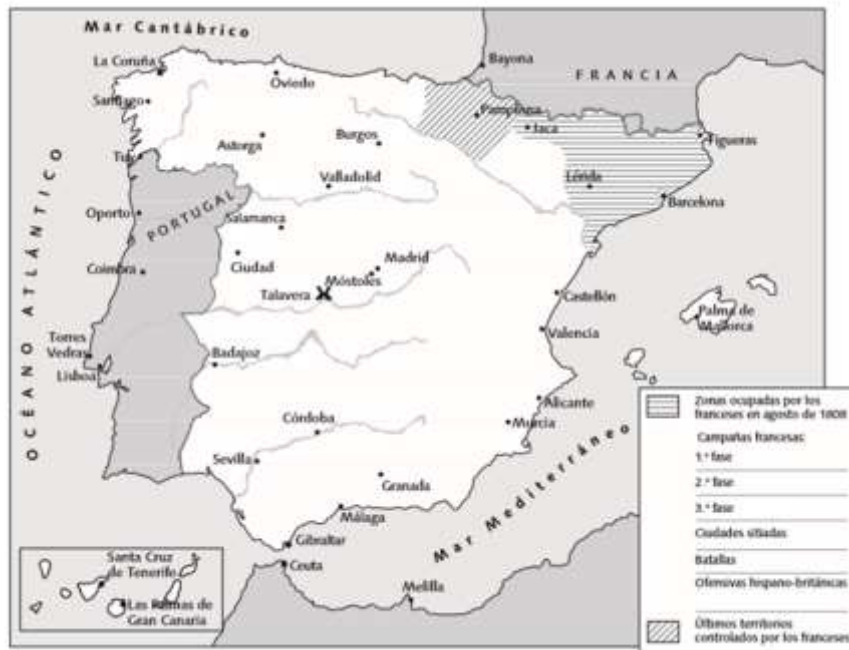 Mar Cantábrico
La Coruña
Oviedo
Bayona
FRANCIA
Santiago
Pamplona
Jaca
Figueras
Astorga
Burgos
Tuy
Valladolid
Lérida
Barcelona
Oporto
PORTUGAL
Salamanca
OCÉANO ATLÁNTICO
Coimbra
Ciudad
Madrid
Móstoles
Talavera
Castellón
Palma de
Mallorca
Torres
Vedras
Lisboa
Badajoz
Valencia
Alicante
Murcia
Córdoba
Sevilla
Granada
Mar Mediterráneo
Málaga
Gibraltar
Ceuta
Melilla
Santa Cruz
de Tenerife
Las Palmas de
Gran Canaria
Zonas ocupadas por los
franceses en agosto de 1808
Campañas francesas:
1.ª fase
2.ª fase
3.ª fase
Ciudades sitiadas
Batallas
Ofensivas hispano-británicas
Últimos territorios
controlados por los franceses